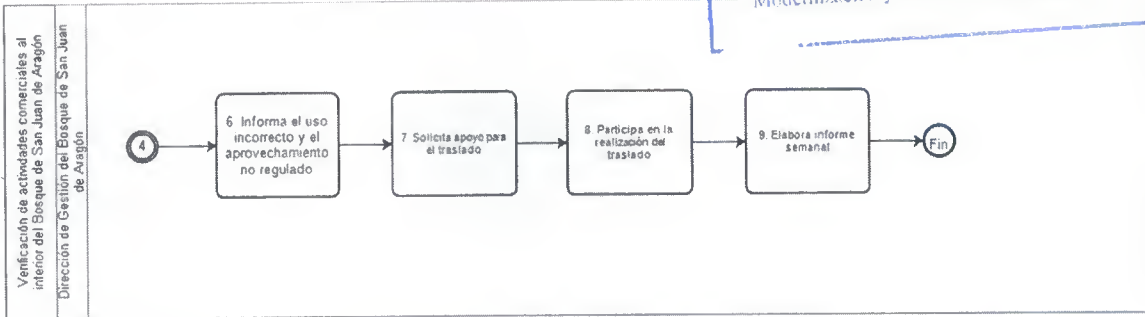 Modernización y
Verificación de actividades comerciales al
interior del Bosque de San Juan de Aragón
Dirección de Gestión del Bosque de San Juan
de Aragón
4
6 Informa el uso
incorrecto y el
aprovechamiento
no regulado
7 Solicita apoyo para
el traslado
8 Participa en la
realización del
traslado
9. Elabora informe
semanal
Fin